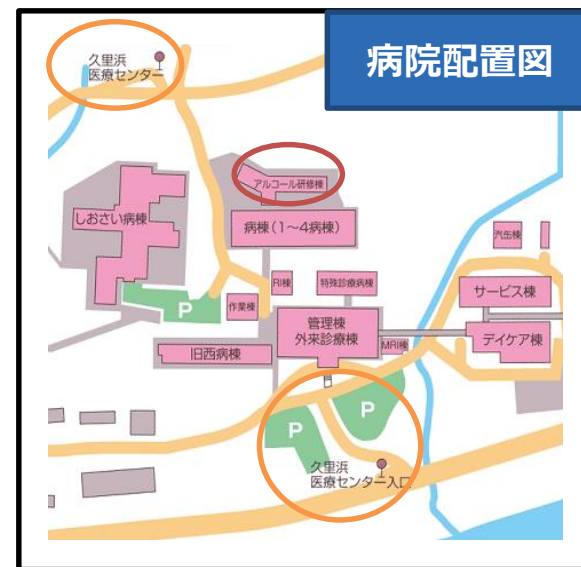 病院配置図
久里浜
医療センター
アルコール研修棟
しおさい病棟
病棟(1～4病棟)
汽缶棟
RI棟
特殊診療病棟
サービス棟
P
作業棟
管理棟
外来診療棟
MRI棟
デイケア棟
旧西病棟
P
P
久里浜
医療センター入口